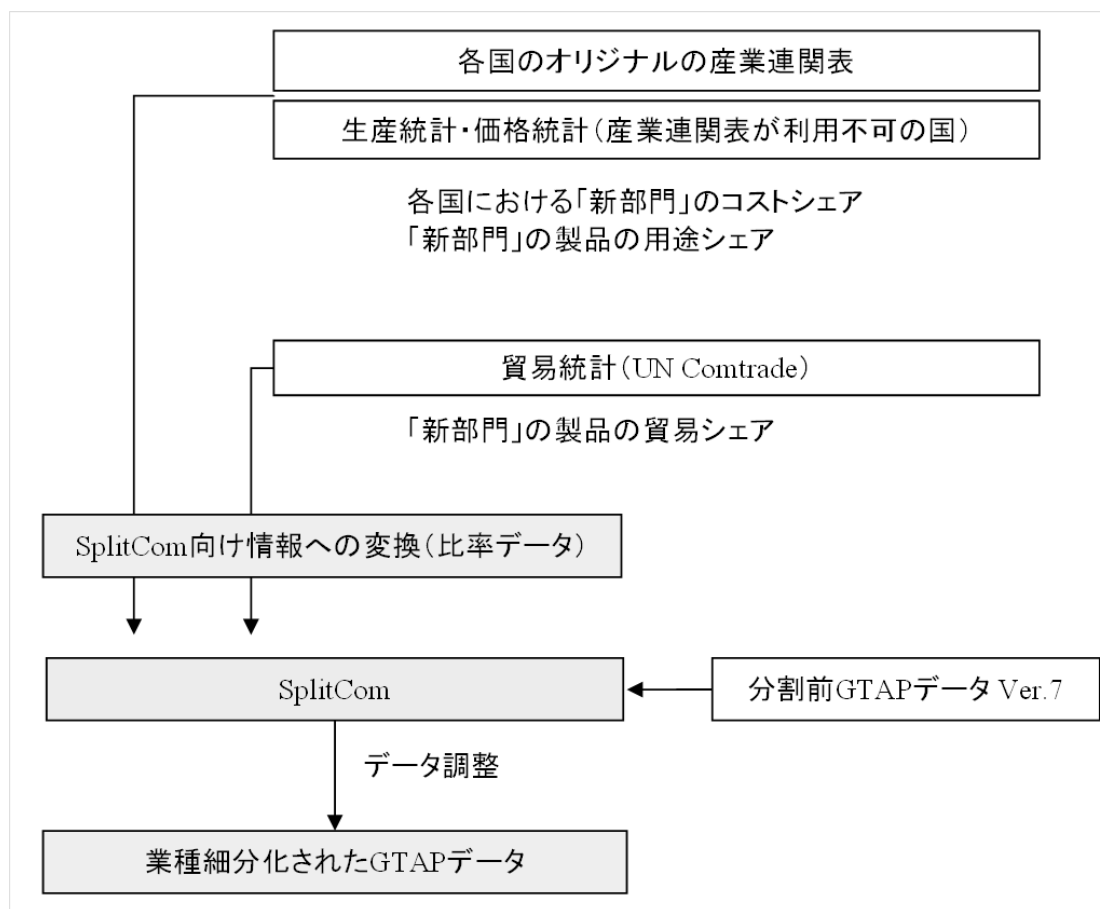 各国のオリジナルの産業連関表
生産統計・価格統計（産業連関表が利用不可の国）
各国における「新部門」のコストシェア
「新部門」の製品の用途シェア
貿易統計（UN Comtrade）
「新部門」の製品の貿易シェア
SplitCom向け情報への変換（比率データ）
SplitCom
分割前GTAPデータ Ver.7
データ調整
業種細分化されたGTAPデータ